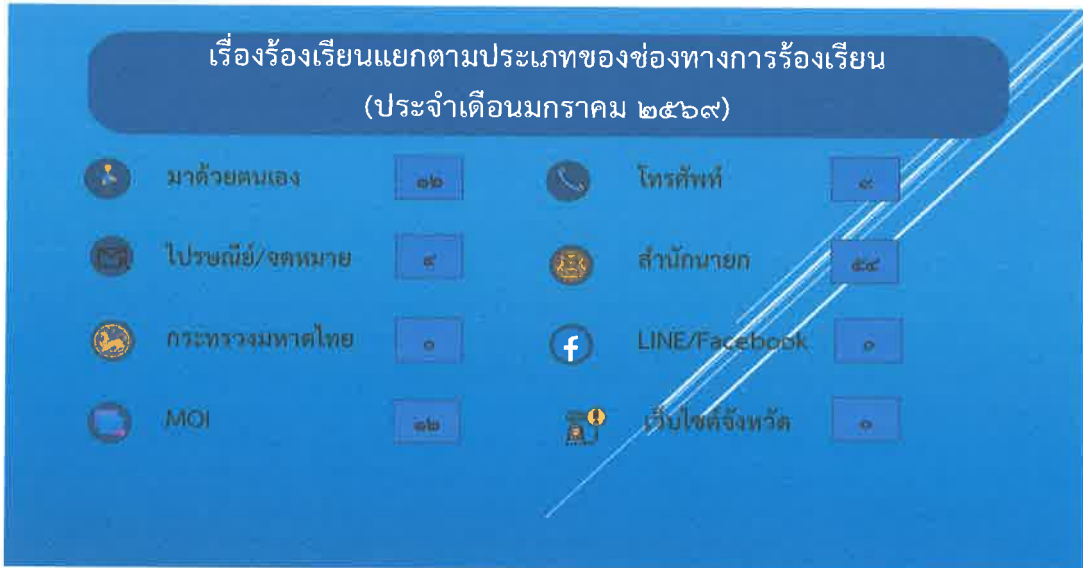 เรื่องร้องเรียนแยกตามประเภทของช่องทางการร้องเรียน
(ประจำเดือนมกราคม ๒๕๖๙)
มาด้วยตนเอง ๑๒ โทรศัพท์ ๙
ไปรษณีย์/จดหมาย ๙ สำนักนายก ๕๔
กระทรวงมหาดไทย ๐ LINE/Facebook ๐
MOI ๑๒ เว็บไซต์จังหวัด ๐